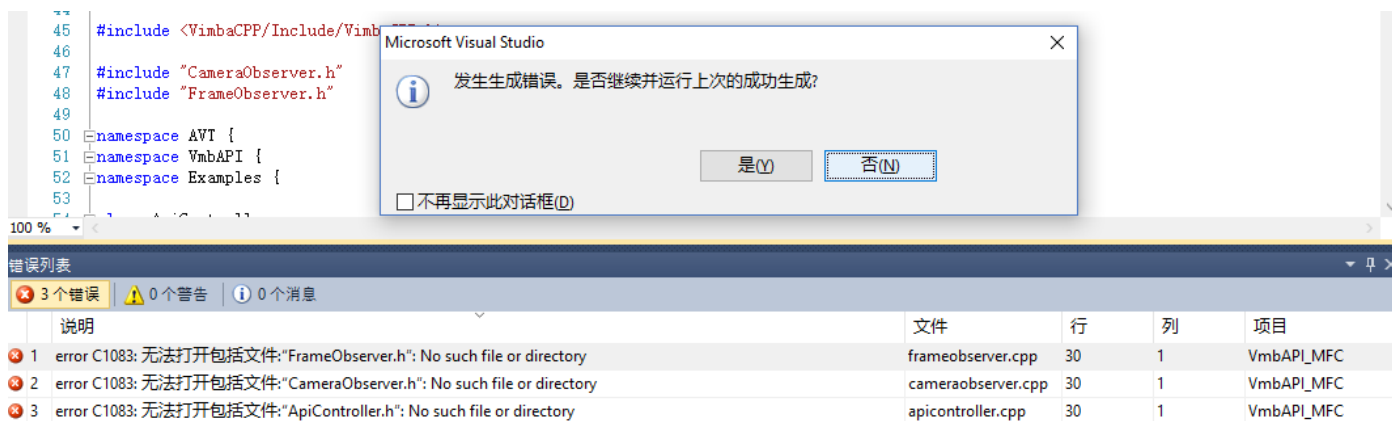 45 #include <VimbaCPP/Include/Vimb
46
47 #include "CameraObserver.h"
48 #include "FrameObserver.h"
49
50 namespace AVT {
51 namespace VmbAPI {
52 namespace Examples {
53
Microsoft Visual Studio
发生生成错误。是否继续并运行上次的成功生成?
是(Y) 否(N)
不再显示此对话框(D)
100 %
错误列表
3 个错误 0 个警告 0 个消息
说明 文件 行 列 项目
1 error C1083: 无法打开包括文件:“FrameObserver.h”: No such file or directory frameobserver.cpp 30 1 VmbAPI_MFC
2 error C1083: 无法打开包括文件:“CameraObserver.h”: No such file or directory cameraobserver.cpp 30 1 VmbAPI_MFC
3 error C1083: 无法打开包括文件:“ApiController.h”: No such file or directory apicontroller.cpp 30 1 VmbAPI_MFC